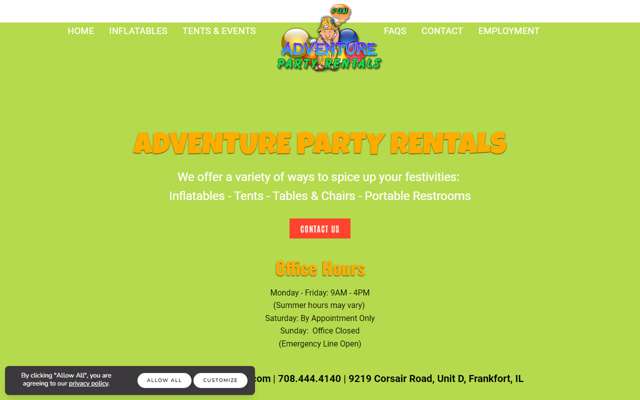 HOME INFLATABLES TENTS & EVENTS FAQS CONTACT EMPLOYMENT
ADVENTURE
PARTY RENTALS
ADVENTURE PARTY RENTALS
We offer a variety of ways to spice up your festivities:
Inflatables - Tents - Tables & Chairs - Portable Restrooms
CONTACT US
Office Hours
Monday - Friday: 9AM - 4PM
(Summer hours may vary)
Saturday: By Appointment Only
Sunday: Office Closed
(Emergency Line Open)
com | 708.444.4140 | 9219 Corsair Road, Unit D, Frankfort, IL
By clicking "Allow All", you are
agreeing to our privacy policy.
ALLOW ALL
CUSTOMIZE